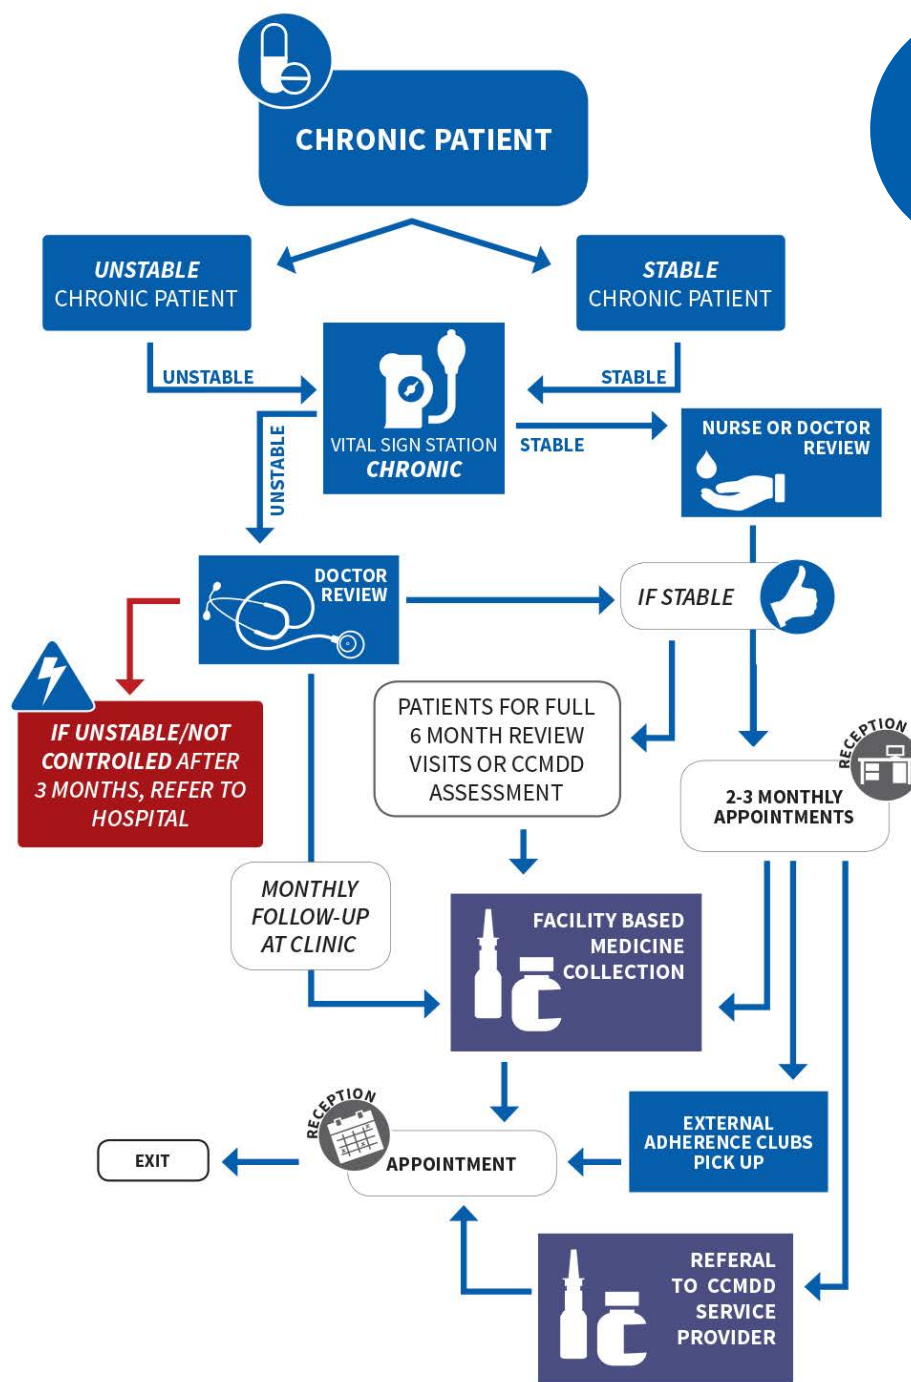 CHRONIC PATIENT
UNSTABLE
CHRONIC PATIENT
STABLE
CHRONIC PATIENT
UNSTABLE
STABLE
VITAL SIGN STATION
CHRONIC
UNSTABLE
STABLE
NURSE OR DOCTOR
REVIEW
DOCTOR
REVIEW
IF STABLE
IF UNSTABLE/NOT
CONTROlLED AFTER
3 MONTHS, REFER TO
HOSPITAL
PATIENTS FOR FULL
6 MONTH REVIEW
VISITS OR CCMDD
ASSESSMENT
RECEPTION
2-3 MONTHLY
APPOINTMENTS
MONTHLY
FOLLOW-UP
AT CLINIC
FACILITY BASED
MEDICINE
COLLECTION
RECEPTION
APPOINTMENT
EXIT
EXTERNAL
ADHERENCE CLUBS
PICK UP
REFERAL
TO CCMDD
SERVICE
PROVIDER